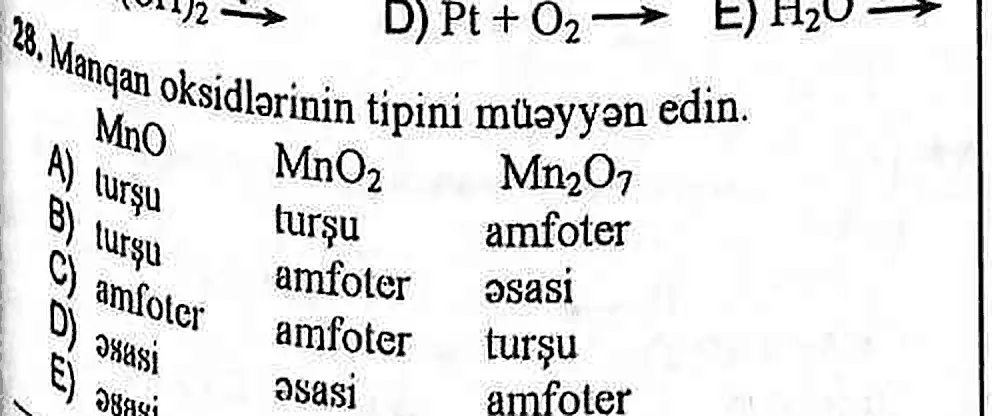 D) Pt + O₂ ⟶ E) H₂O ⟶
28. Manqan oksidlərinin tipini müəyyən edin.
MnO MnO₂ Mn₂O₇
A) turşu turşu amfoter
B) turşu amfoter əsasi
C) amfoter amfoter turşu
D) əsasi əsasi amfoter
E) əsasi